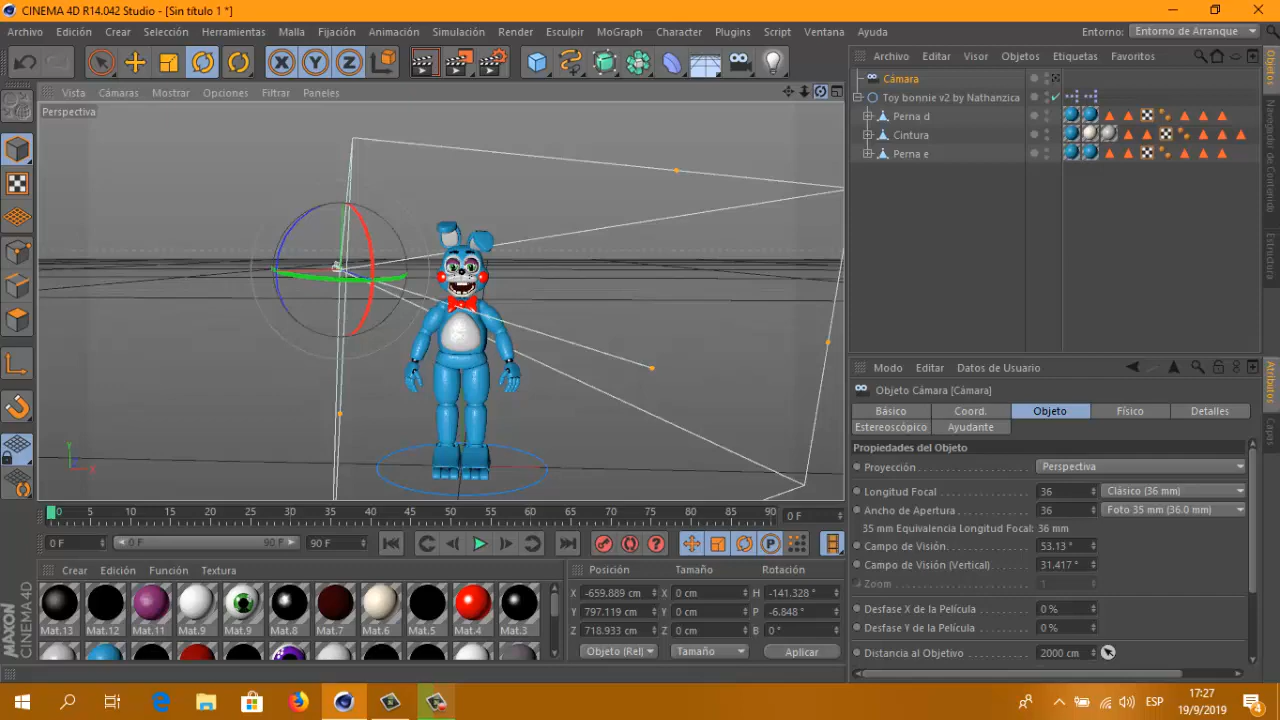 CINEMA 4D R14.042 Studio - [Sin título 1 *]
Archivo Edición Crear Selección Herramientas Malla Fijación Animación Simulación Render Esculpir MoGraph Character Plugins Script Ventana Ayuda Entorno: Entorno de Arranque
X Y Z
Vista Cámaras Mostrar Opciones Filtrar Paneles
Perspectiva
Y
X
Archivo Editar Visor Objetos Etiquetas Favoritos
Cámara
Toy bonnie v2 by Nathanzica
Perna d
Cintura
Perna e
Objetos
Navegador de Contenido
Estructura
Modo Editar Datos de Usuario
Objeto Cámara [Cámara]
Básico Coord. Objeto Físico Detalles
Estereoscópico Ayudante
Propiedades del Objeto
Proyección Perspectiva
Longitud Focal 36 Clásico (36 mm)
Ancho de Apertura 36 Foto 35 mm (36.0 mm)
35 mm Equivalencia Longitud Focal: 36 mm
Campo de Visión 53.13 °
Campo de Visión (Vertical) 31.417 °
Zoom 1
Desfase X de la Película 0 %
Desfase Y de la Película 0 %
Distancia al Objetivo 2000 cm
Atributos
Capas
0 5 10 15 20 25 30 35 40 45 50 55 60 65 70 75 80 85 90 0 F
0 F 0 F 90 F 90 F
P
Crear Edición Función Textura
Mat.13 Mat.12 Mat.11 Mat.9 Mat.9 Mat.8 Mat.7 Mat.6 Mat.5 Mat.4 Mat.3
Posición Tamaño Rotación
X -659.889 cm X 0 cm H -141.328 °
Y 797.119 cm Y 0 cm P -6.848 °
Z 718.933 cm Z 0 cm B 0 °
Objeto (Rel) Tamaño Aplicar
MAXON
CINEMA 4D
ESP
17:27
19/9/2019
4